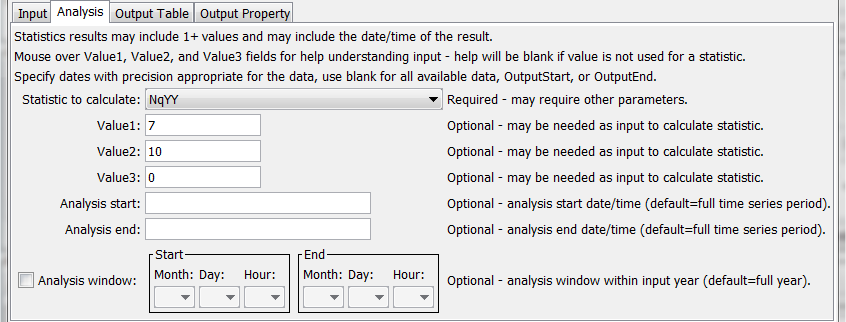 Input Analysis Output Table Output Property
Statistics results may include 1+ values and may include the date/time of the result.
Mouse over Value1, Value2, and Value3 fields for help understanding input - help will be blank if value is not used for a statistic.
Specify dates with precision appropriate for the data, use blank for all available data, OutputStart, or OutputEnd.
Statistic to calculate: NqYY Required - may require other parameters.
Value1: 7 Optional - may be needed as input to calculate statistic.
Value2: 10 Optional - may be needed as input to calculate statistic.
Value3: 0 Optional - may be needed as input to calculate statistic.
Analysis start: Optional - analysis start date/time (default=full time series period).
Analysis end: Optional - analysis end date/time (default=full time series period).
Start End
Month: Day: Hour: Month: Day: Hour:
Analysis window: Optional - analysis window within input year (default=full year).